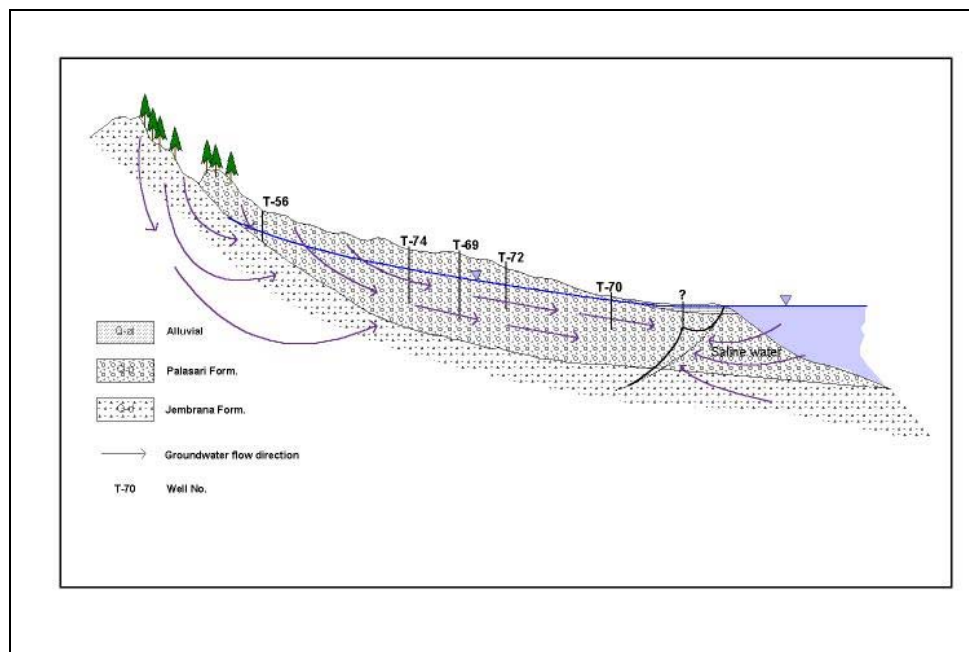 T-56
T-74
T-69
T-72
T-70
?
Saline water
Alluvial
Palasari Form.
Jembrana Form.
Groundwater flow direction
T-70 Well No.